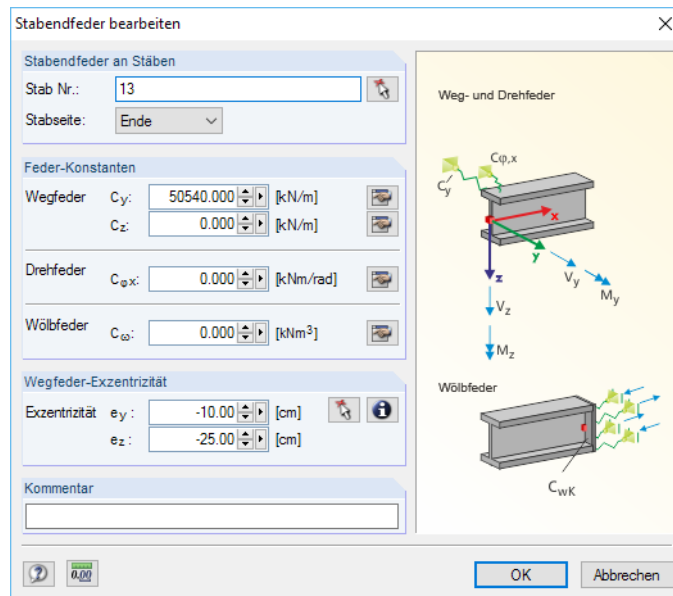 Stabendfeder bearbeiten
Stabendfeder an Stäben
Stab Nr.: 13
Stabseite: Ende
Feder-Konstanten
Wegfeder Cy: 50540.000 [kN/m]
Cz: 0.000 [kN/m]
Drehfeder Cφx: 0.000 [kNm/rad]
Wölbfeder Cω: 0.000 [kNm³]
Wegfeder-Exzentrizität
Exzentrizität ey : -10.00 [cm]
ez : -25.00 [cm]
Kommentar
Weg- und Drehfeder
Cφ,x
C'y
x
y
z
Vy
My
Vz
Mz
Wölbfeder
CwK
0.00
OK Abbrechen